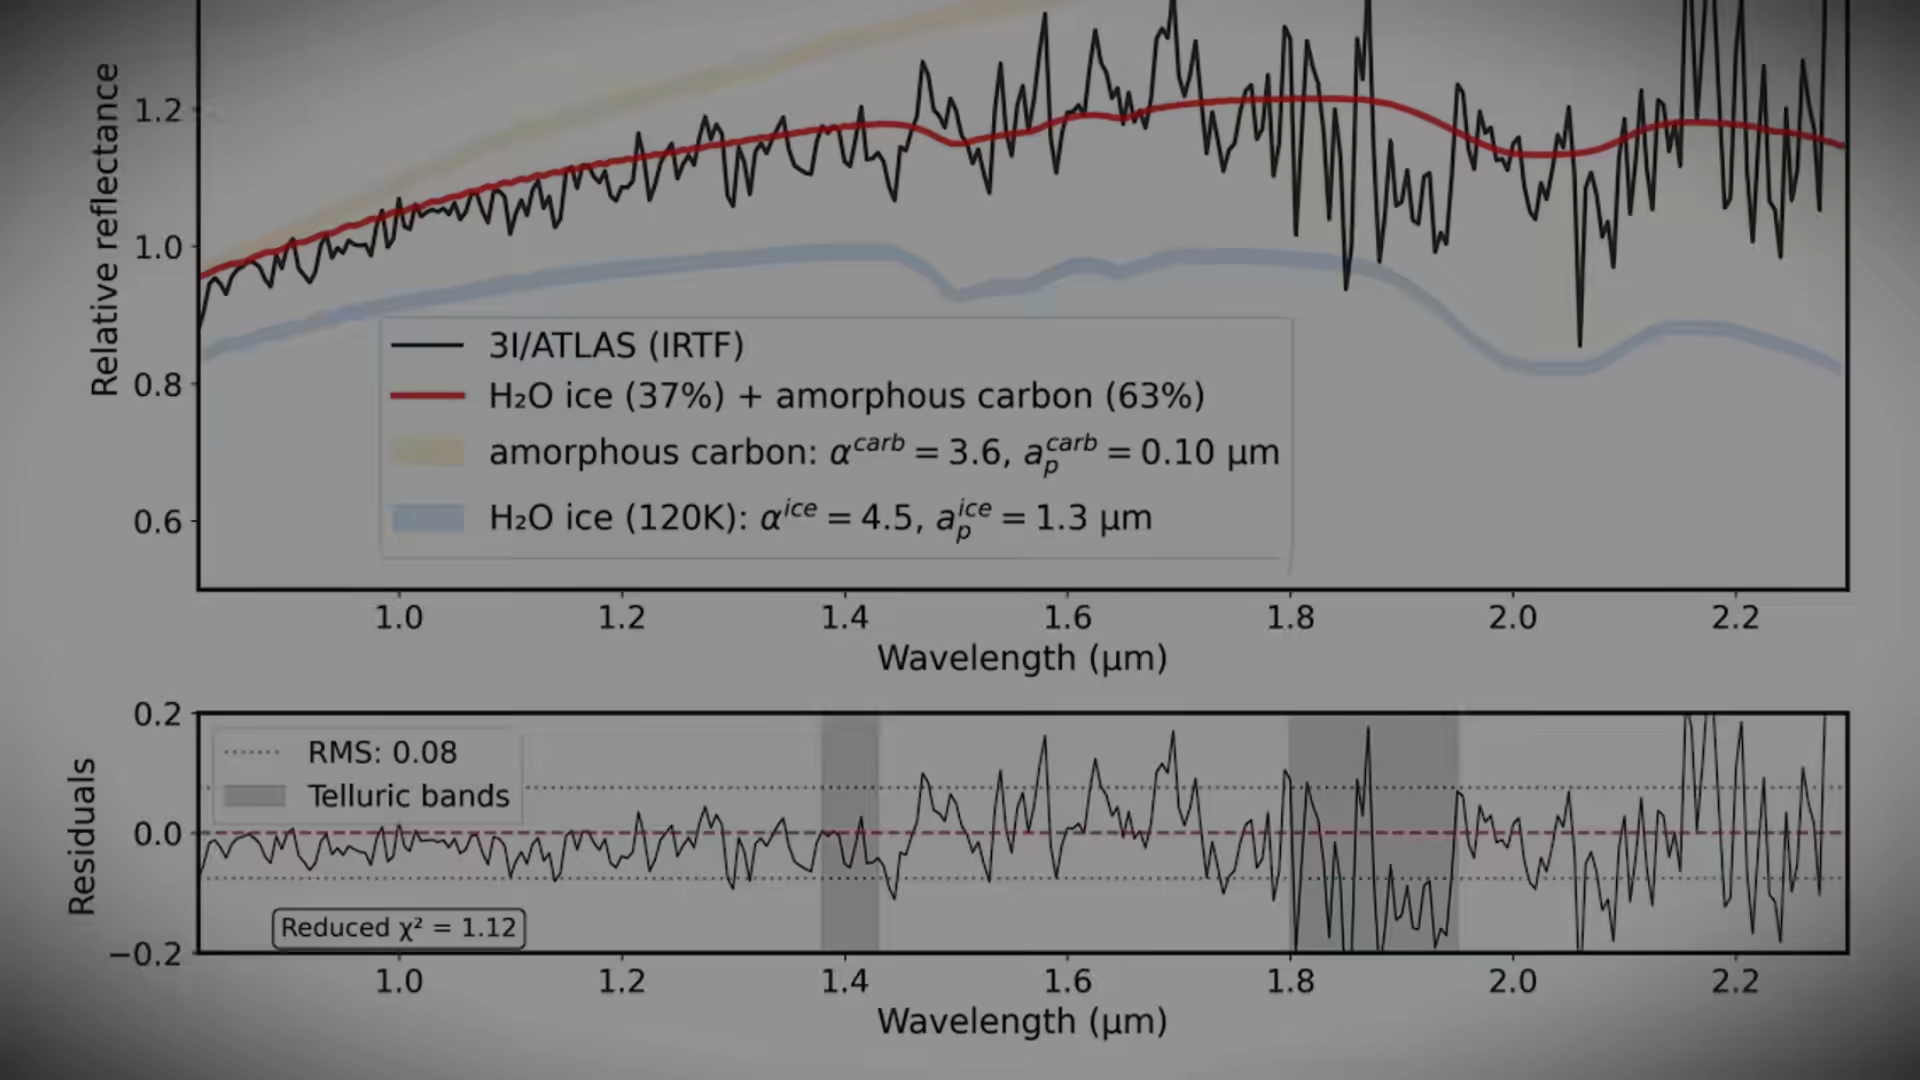 Relative reflectance
1.2
1.0
0.8
0.6
3I/ATLAS (IRTF)
H₂O ice (37%) + amorphous carbon (63%)
amorphous carbon: α^carb = 3.6, a_p^carb = 0.10 μm
H₂O ice (120K): α^ice = 4.5, a_p^ice = 1.3 μm
1.0 1.2 1.4 1.6 1.8 2.0 2.2
Wavelength (μm)
Residuals
0.2
0.0
−0.2
RMS: 0.08
Telluric bands
Reduced χ² = 1.12
1.0 1.2 1.4 1.6 1.8 2.0 2.2
Wavelength (μm)